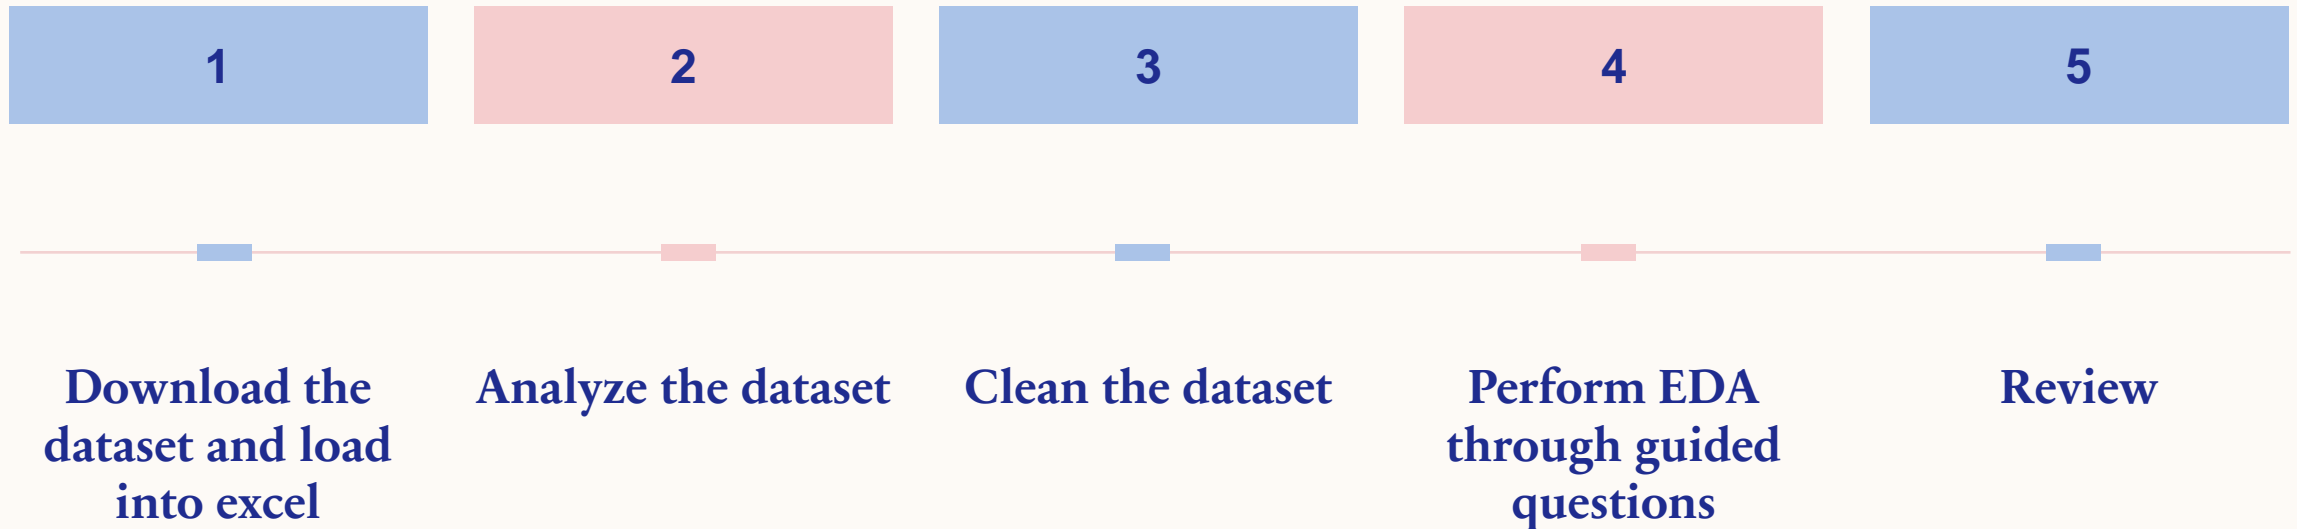 1
2
3
4
5
Download the
dataset and load
into excel
Analyze the dataset
Clean the dataset
Perform EDA
through guided
questions
Review